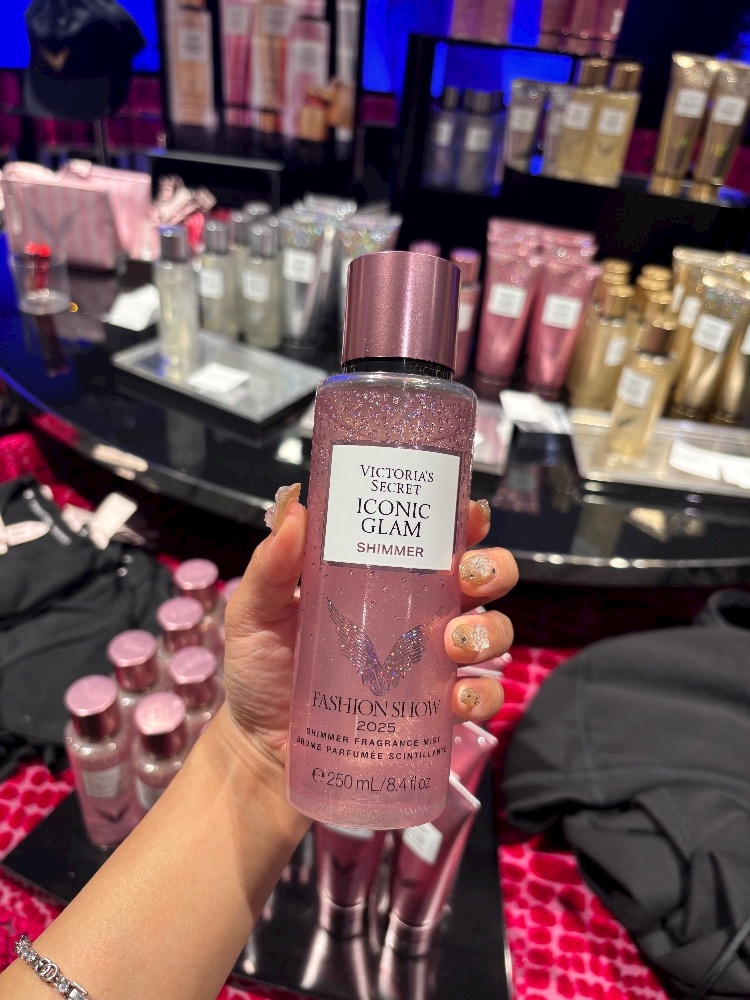 VICTORIA'S
SECRET
ICONIC
GLAM
SHIMMER
FASHION SHOW
2025
SHIMMER FRAGRANCE MIST
BRUME PARFUMÉE SCINTILLANTE
℮ 250 mL/8.4 fl oz